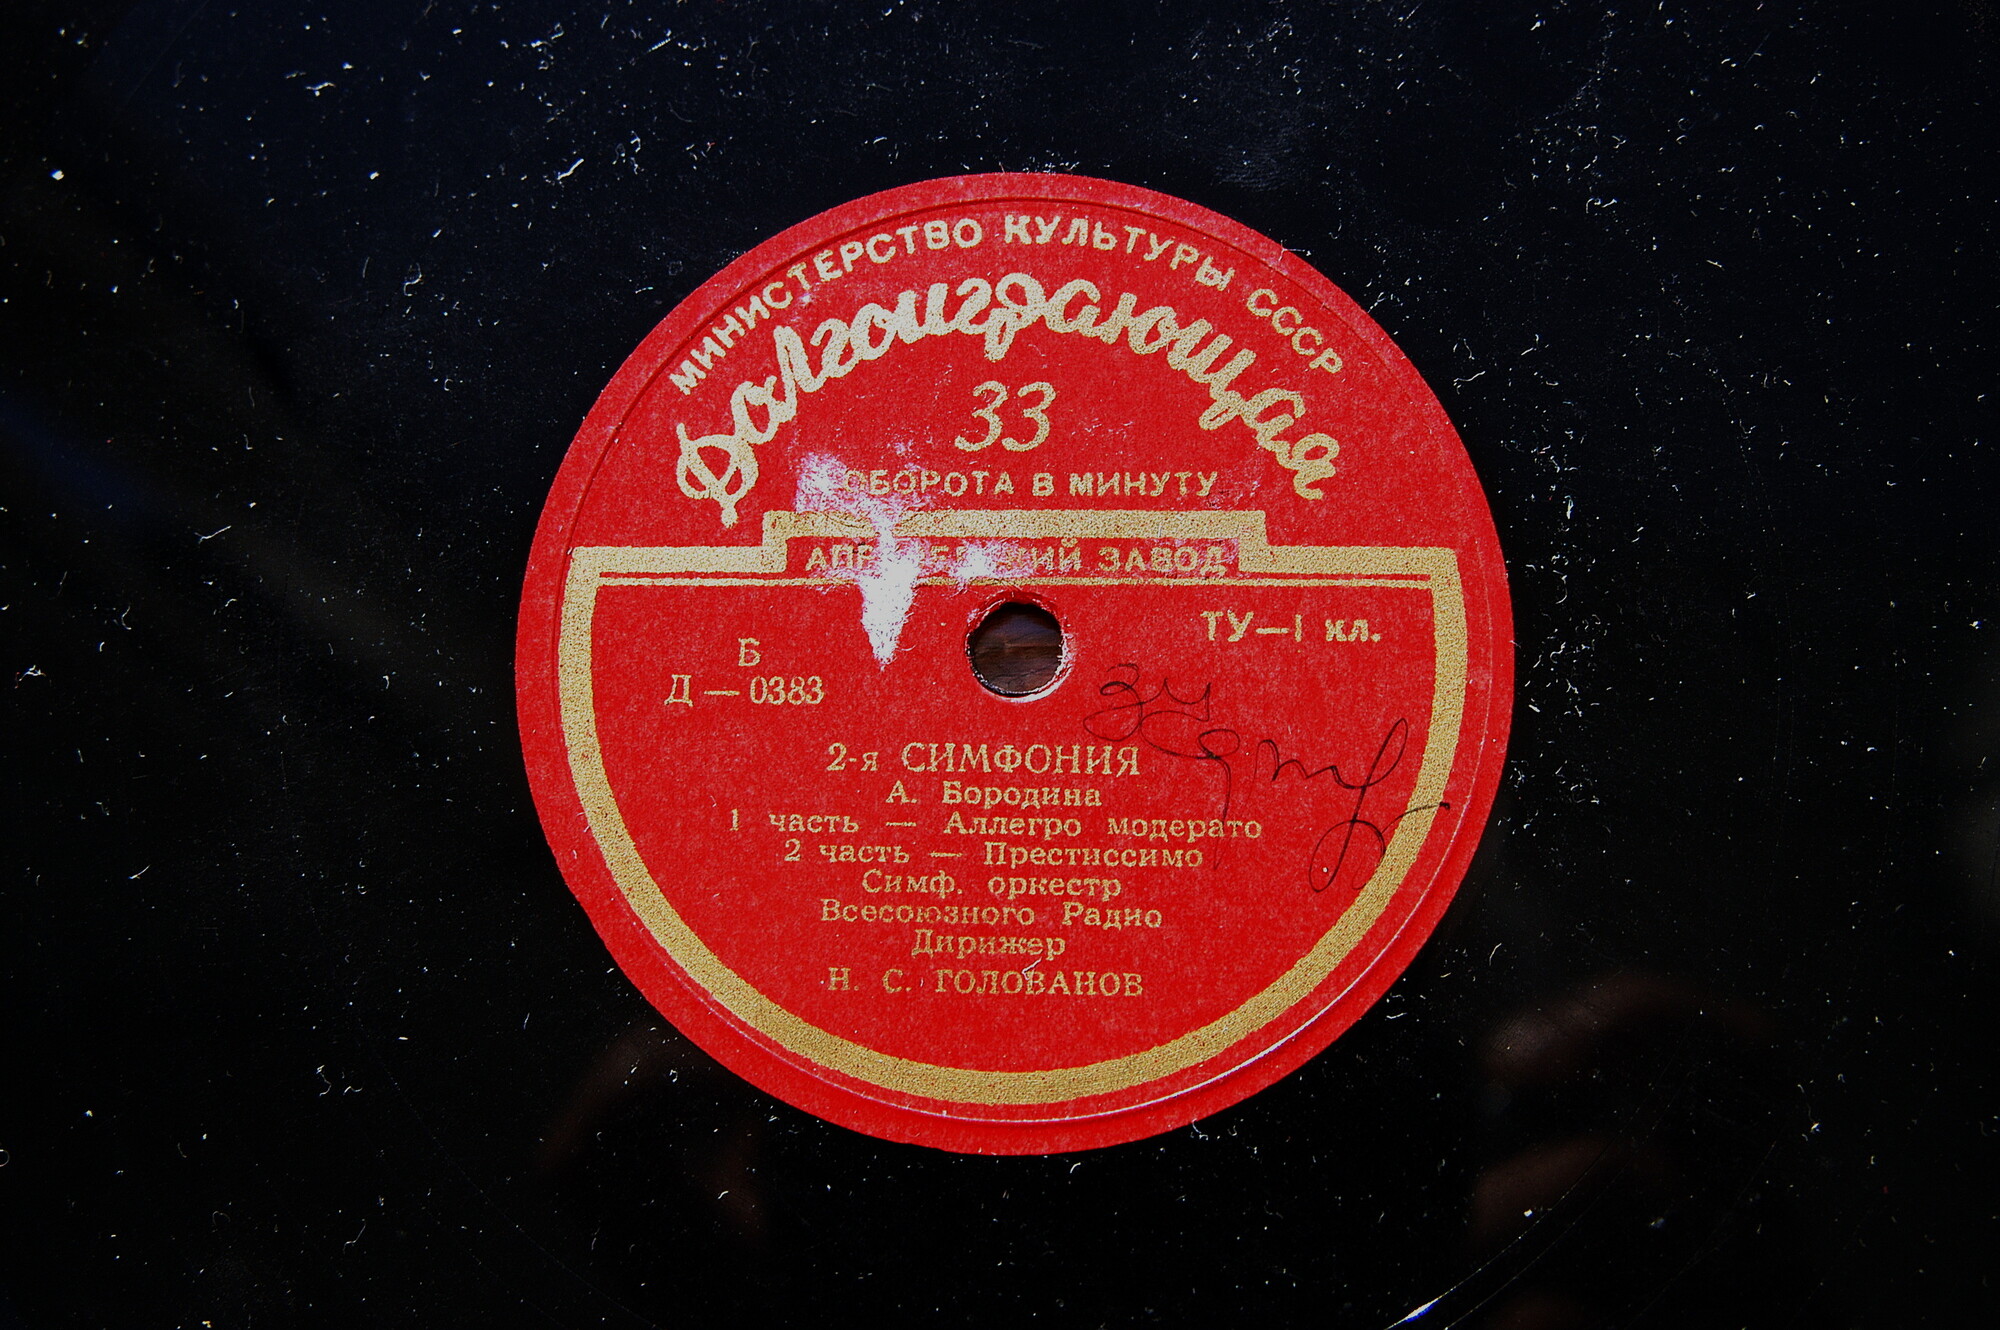 МИНИСТЕРСТВО КУЛЬТУРЫ СССР
Долгоиграющая
33
ОБОРОТА В МИНУТУ
ЗАВОД
ТУ—I кл.
Б
Д — 0383
2-я СИМФОНИЯ
А. Бородина
1 часть — Аллегро модерато
2 часть — Престиссимо
Симф. оркестр
Всесоюзного Радио
Дирижер
Н. С. ГОЛОВАНОВ